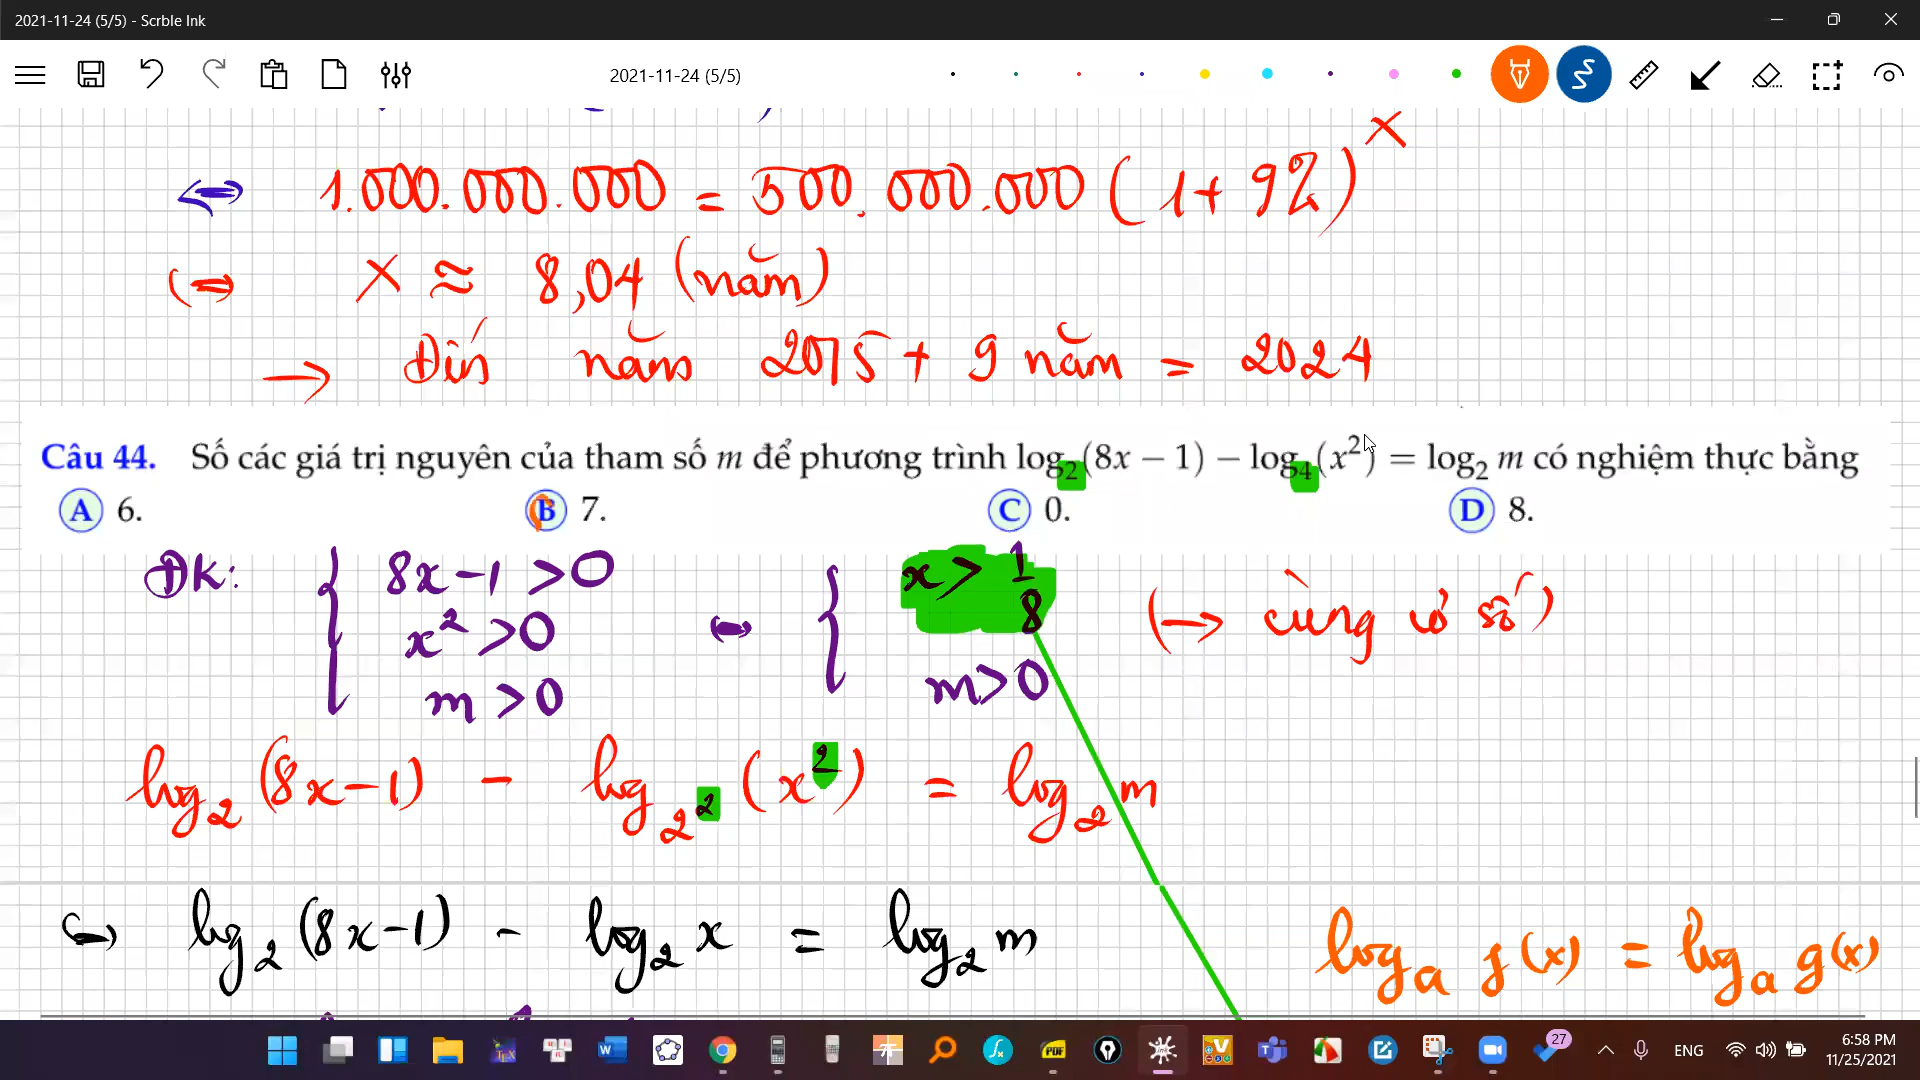 2021-11-24 (5/5) - Scrble Ink
2021-11-24 (5/5)
⇔ 1.000.000.000 = 500.000.000 (1 + 9%)^x
⇔ x ≈ 8,04 (năm)
→ Đến năm 2015 + 9 năm = 2024
Câu 44. Số các giá trị nguyên của tham số m để phương trình log₂(8x − 1) − log₄(x²) = log₂ m có nghiệm thực bằng
A 6. B 7. C 0. D 8.
ĐK: { 8x − 1 > 0 ⇔ { x > 1/8 (→ cùng cơ số)
x² > 0
m > 0 m > 0
log₂ (8x−1) − log_{2²} (x²) = log₂ m
↪ log₂ (8x−1) − log₂ x = log₂ m
logₐ f(x) = logₐ g(x)
27
ENG
6:58 PM
11/25/2021